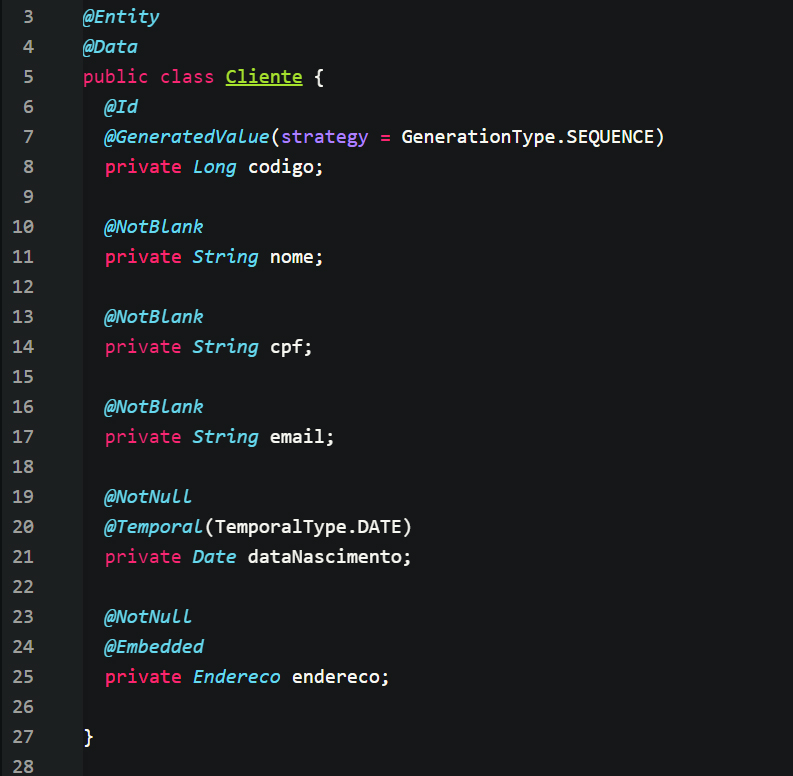 3 @Entity
4 @Data
5 public class Cliente {
6 @Id
7 @GeneratedValue(strategy = GenerationType.SEQUENCE)
8 private Long codigo;
9
10 @NotBlank
11 private String nome;
12
13 @NotBlank
14 private String cpf;
15
16 @NotBlank
17 private String email;
18
19 @NotNull
20 @Temporal(TemporalType.DATE)
21 private Date dataNascimento;
22
23 @NotNull
24 @Embedded
25 private Endereco endereco;
26
27 }
28